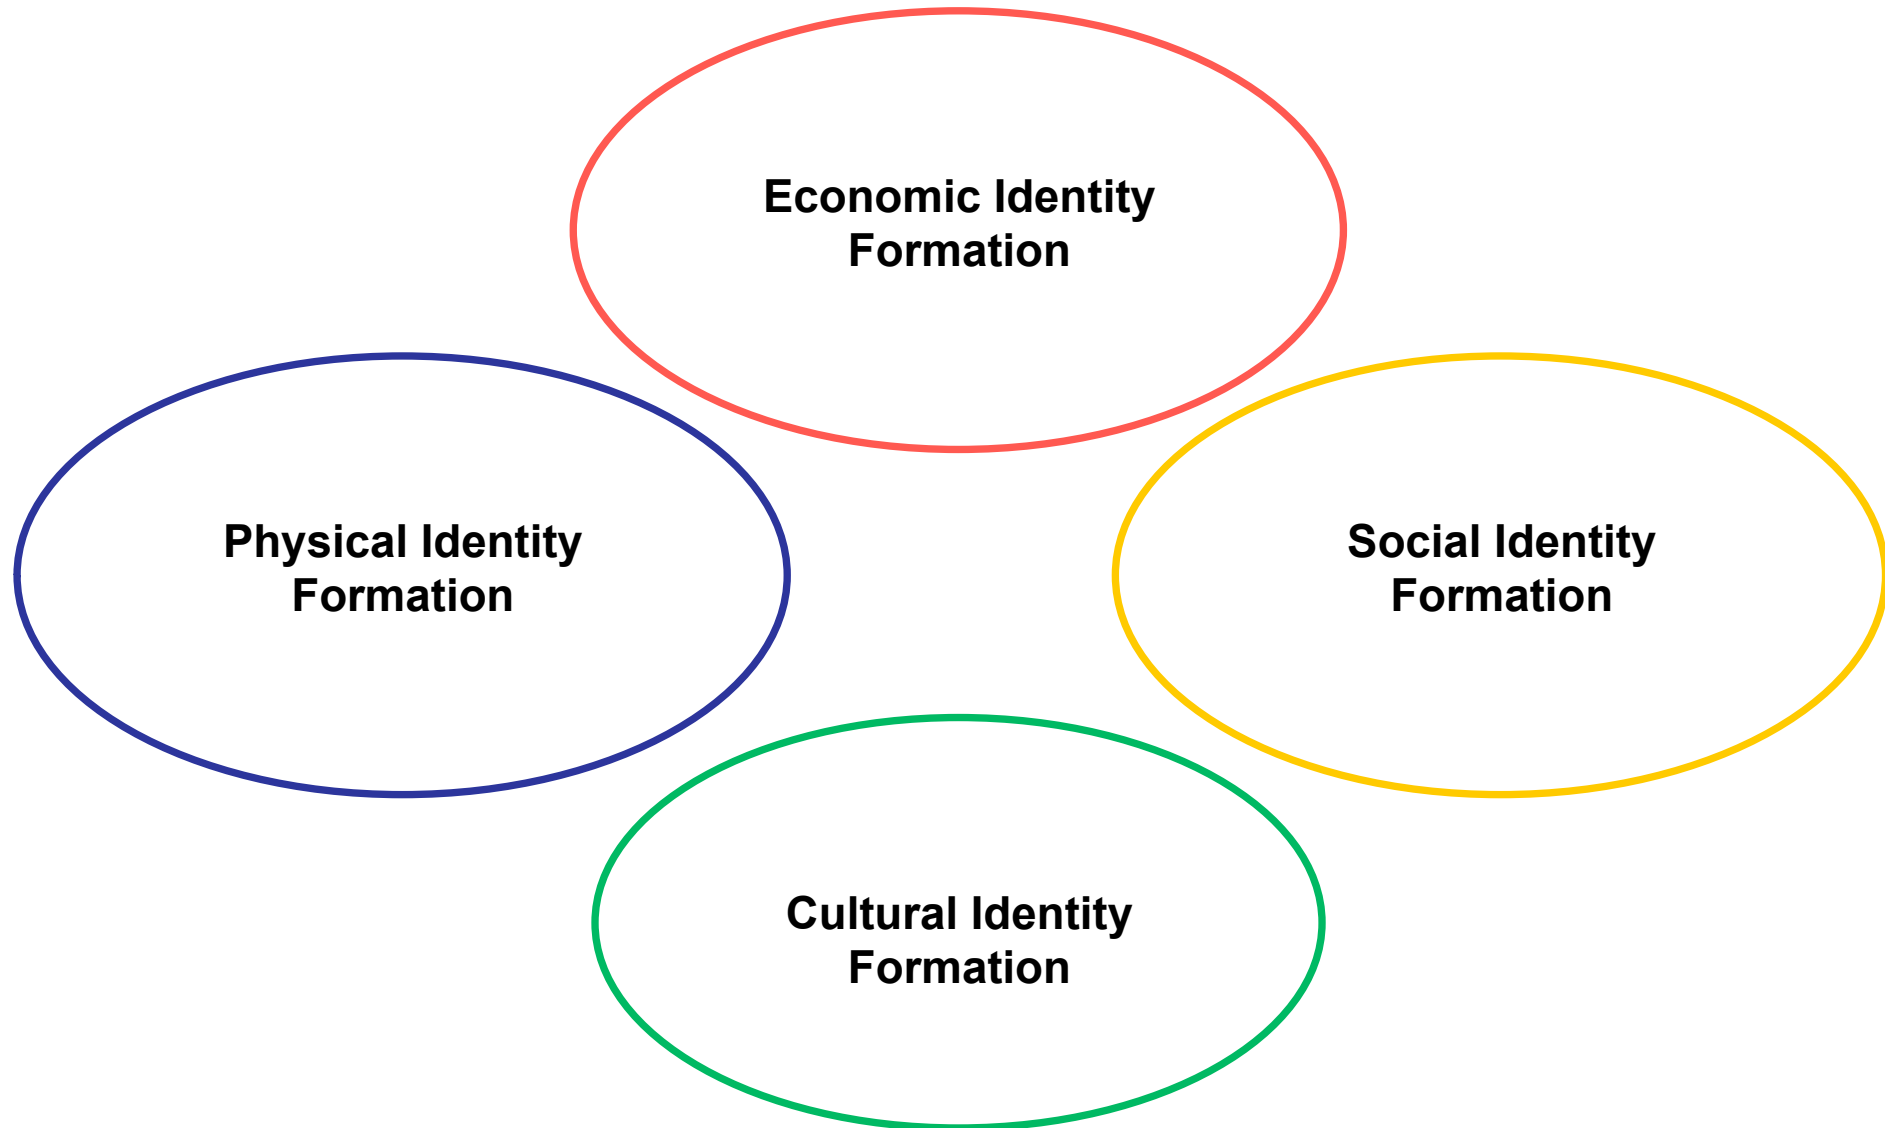 Economic Identity
Formation
Physical Identity
Formation
Social Identity
Formation
Cultural Identity
Formation